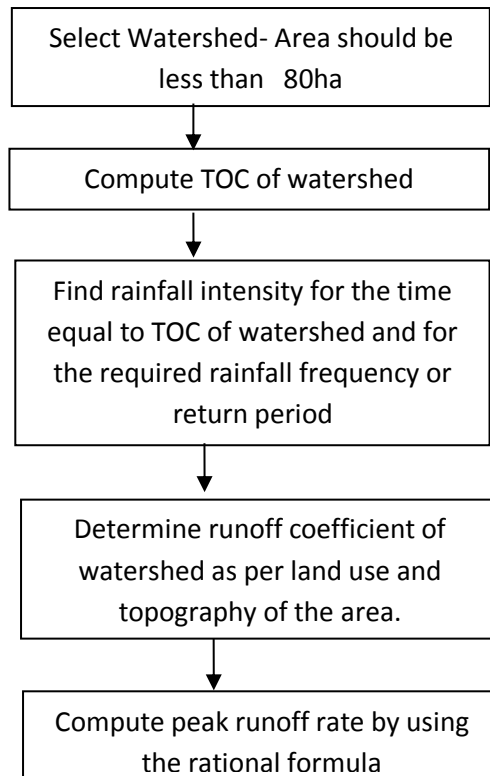 Select Watershed- Area should be
less than 80ha
Compute TOC of watershed
Find rainfall intensity for the time
equal to TOC of watershed and for
the required rainfall frequency or
return period
Determine runoff coefficient of
watershed as per land use and
topography of the area.
Compute peak runoff rate by using
the rational formula